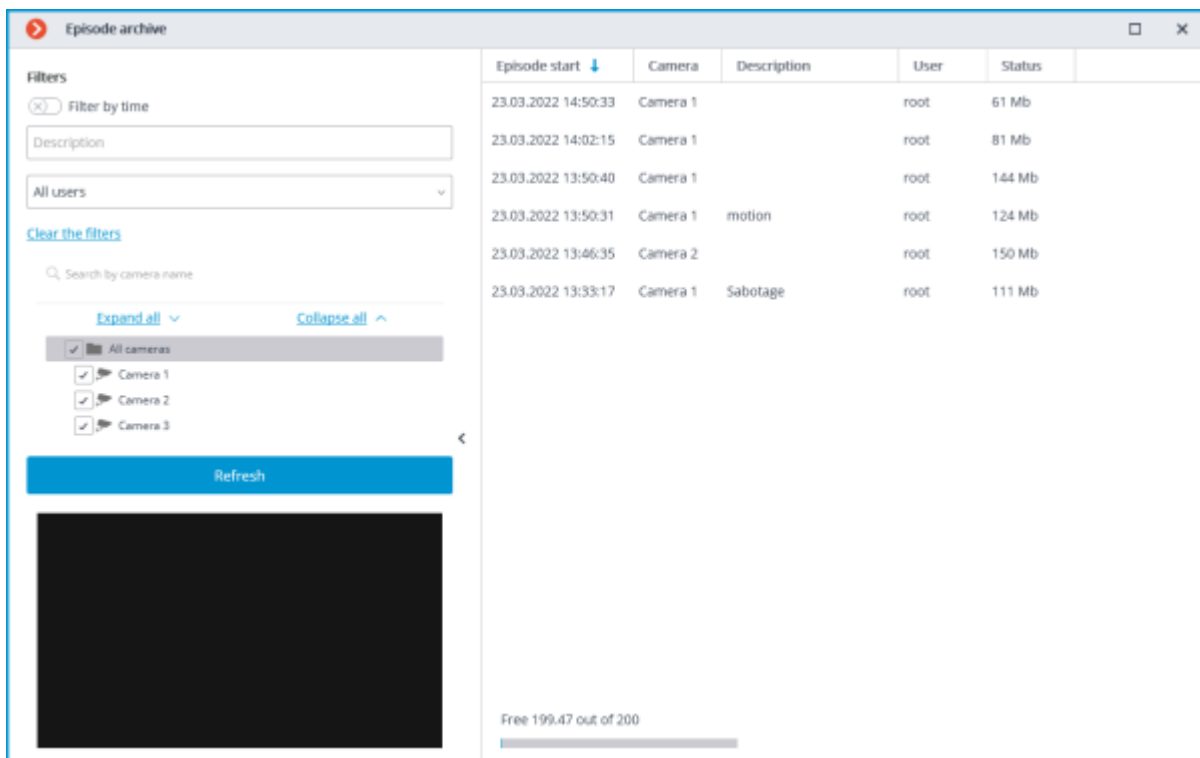 Episode archive
Filters
Filter by time
Description
All users
Clear the filters
Search by camera name
Expand all
Collapse all
All cameras
Camera 1
Camera 2
Camera 3
Refresh
Episode start Camera Description User Status
23.03.2022 14:50:33 Camera 1 root 61 Mb
23.03.2022 14:02:15 Camera 1 root 81 Mb
23.03.2022 13:50:40 Camera 1 root 144 Mb
23.03.2022 13:50:31 Camera 1 motion root 124 Mb
23.03.2022 13:46:35 Camera 2 root 150 Mb
23.03.2022 13:33:17 Camera 1 Sabotage root 111 Mb
Free 199.47 out of 200